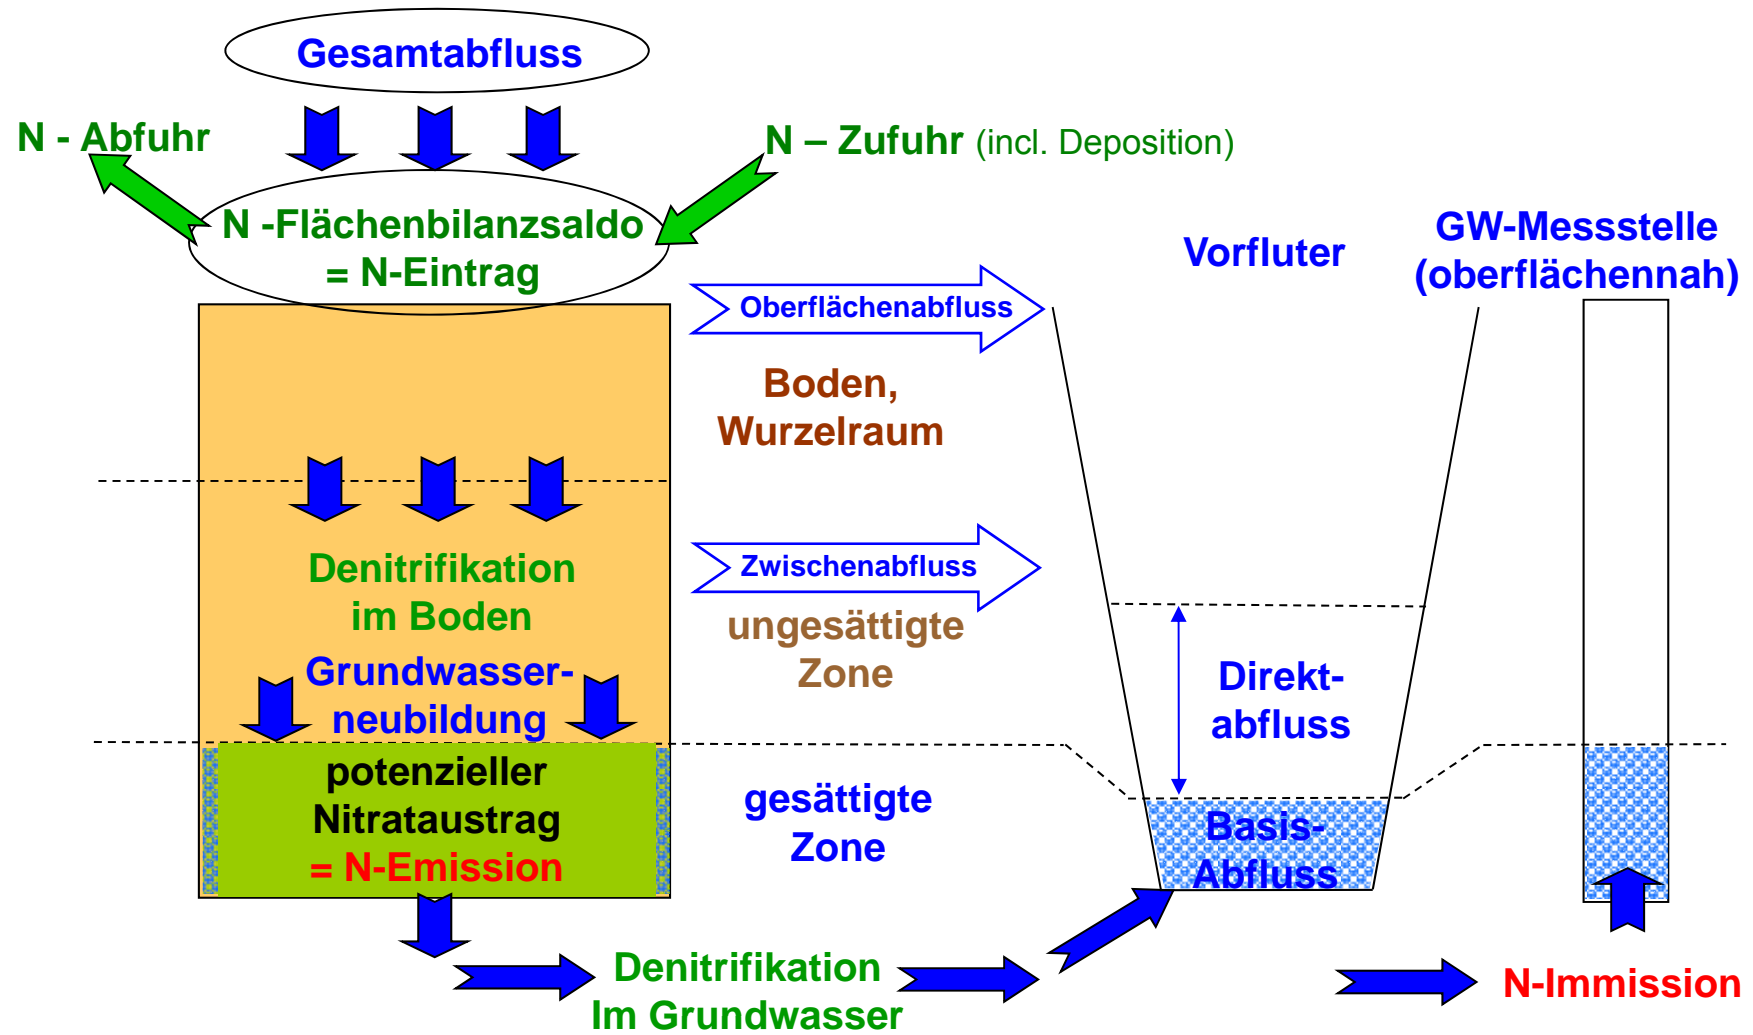 Gesamtabfluss
N - Abfuhr
N – Zufuhr (incl. Deposition)
N -Flächenbilanzsaldo
= N-Eintrag
Vorfluter
GW-Messstelle
(oberflächennah)
Oberflächenabfluss
Boden,
Wurzelraum
Denitrifikation
im Boden
Zwischenabfluss
ungesättigte
Zone
Grundwasser-
neubildung
Direkt-
abfluss
potenzieller
Nitrataustrag
= N-Emission
gesättigte
Zone
Basis-
Abfluss
Denitrifikation
Im Grundwasser
N-Immission